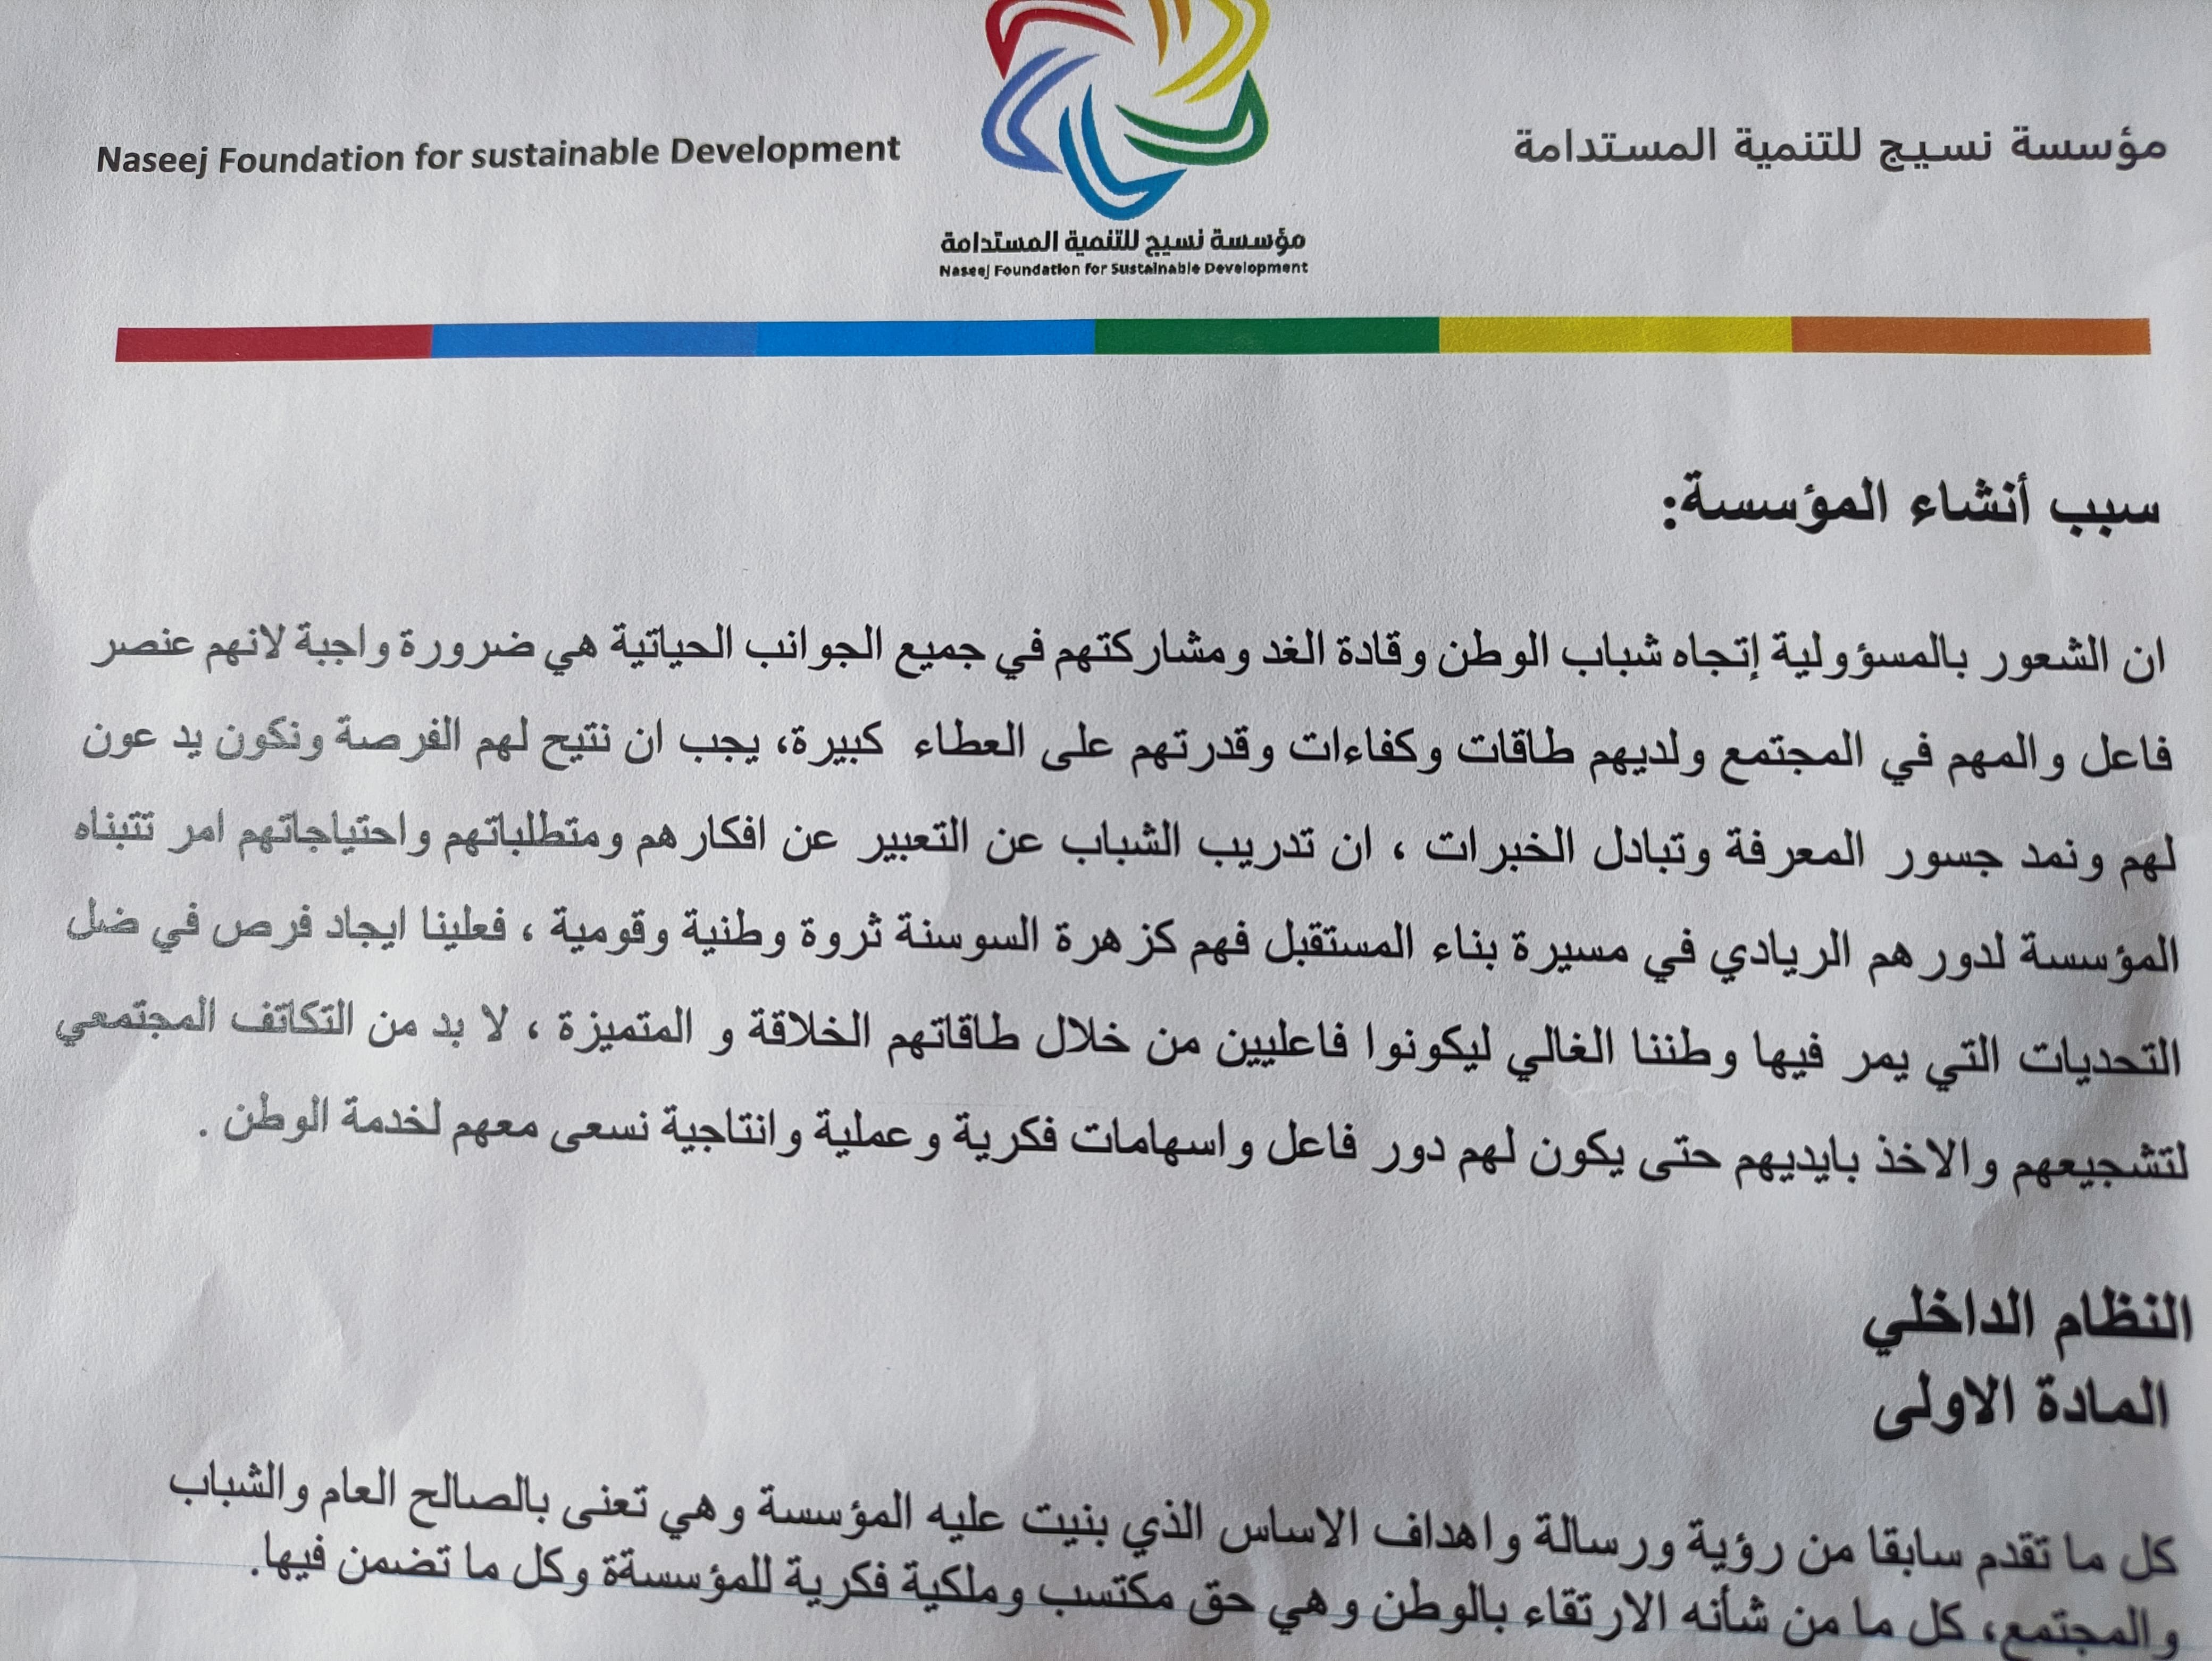 Naseej Foundation for sustainable Development
مؤسسة نسيج للتنمية المستدامة
مؤسسة نسيج للتنمية المستدامة
Naseej Foundation for Sustainable Development
سبب أنشاء المؤسسة:
ان الشعور بالمسؤولية إتجاه شباب الوطن وقادة الغد ومشاركتهم في جميع الجوانب الحياتية هي ضرورة واجبة لانهم عنصر
فاعل والمهم في المجتمع ولديهم طاقات وكفاءات وقدرتهم على العطاء كبيرة، يجب ان نتيح لهم الفرصة ونكون يد عون
لهم ونمد جسور المعرفة وتبادل الخبرات ، ان تدريب الشباب عن التعبير عن افكارهم ومتطلباتهم واحتياجاتهم امر تتبناه
المؤسسة لدورهم الريادي في مسيرة بناء المستقبل فهم كزهرة السوسنة ثروة وطنية وقومية ، فعلينا ايجاد فرص في ضل
التحديات التي يمر فيها وطننا الغالي ليكونوا فاعليين من خلال طاقاتهم الخلاقة و المتميزة ، لا بد من التكاتف المجتمعي
لتشجيعهم والاخذ بايديهم حتى يكون لهم دور فاعل واسهامات فكرية وعملية وانتاجية نسعى معهم لخدمة الوطن .
النظام الداخلي
المادة الاولى
كل ما تقدم سابقا من رؤية ورسالة واهداف الاساس الذي بنيت عليه المؤسسة وهي تعنى بالصالح العام والشباب
والمجتمع، كل ما من شأنه الارتقاء بالوطن وهي حق مكتسب وملكية فكرية للمؤسسةة وكل ما تضمن فيها.